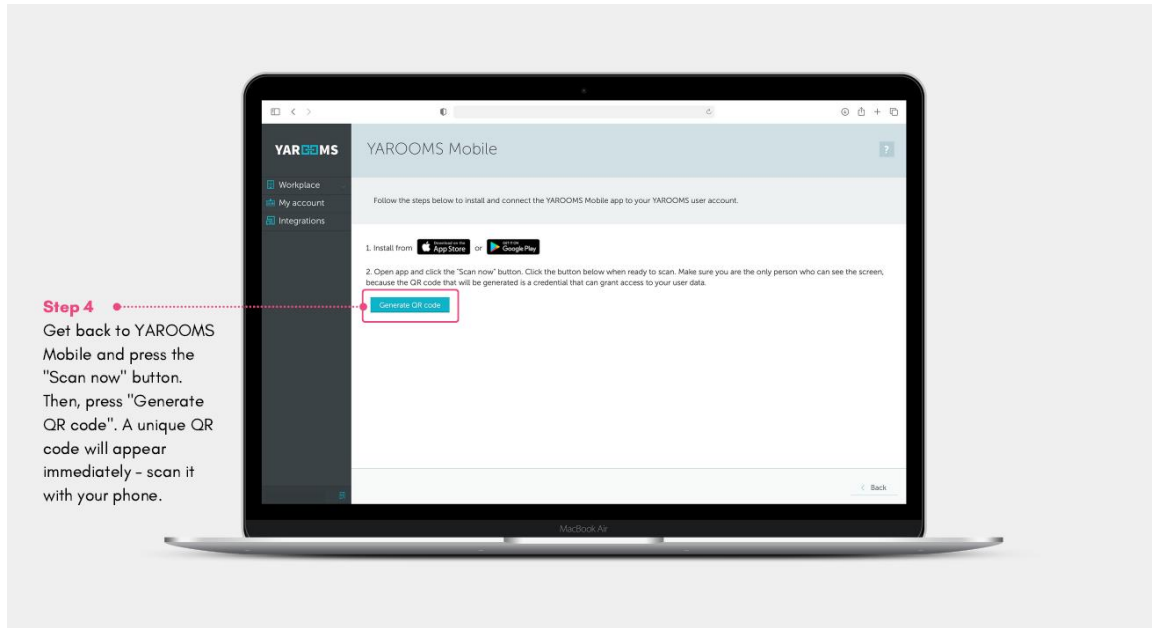 YAROOMS
YAROOMS Mobile
?
Workplace
My account
Integrations
Follow the steps below to install and connect the YAROOMS Mobile app to your YAROOMS user account.
1. Install from Download on the App Store or GET IT ON Google Play
2. Open app and click the "Scan now" button. Click the button below when ready to scan. Make sure you are the only person who can see the screen,
because the QR code that will be generated is a credential that can grant access to your user data.
Generate QR code
Back
MacBook Air
Step 4
Get back to YAROOMS
Mobile and press the
"Scan now" button.
Then, press "Generate
QR code". A unique QR
code will appear
immediately - scan it
with your phone.